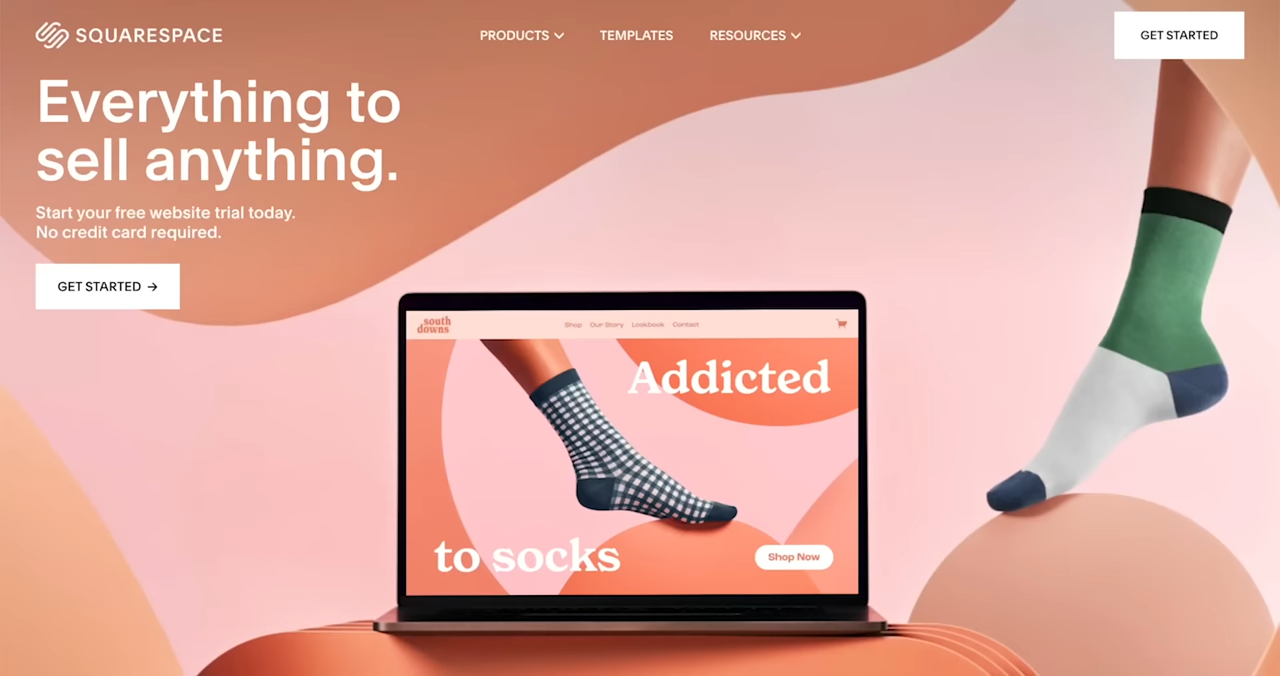 SQUARESPACE
PRODUCTS
TEMPLATES
RESOURCES
GET STARTED
Everything to
sell anything.
Start your free website trial today.
No credit card required.
GET STARTED →
south
downs
Shop Our Story Lookbook Contact
Addicted
to socks
Shop Now